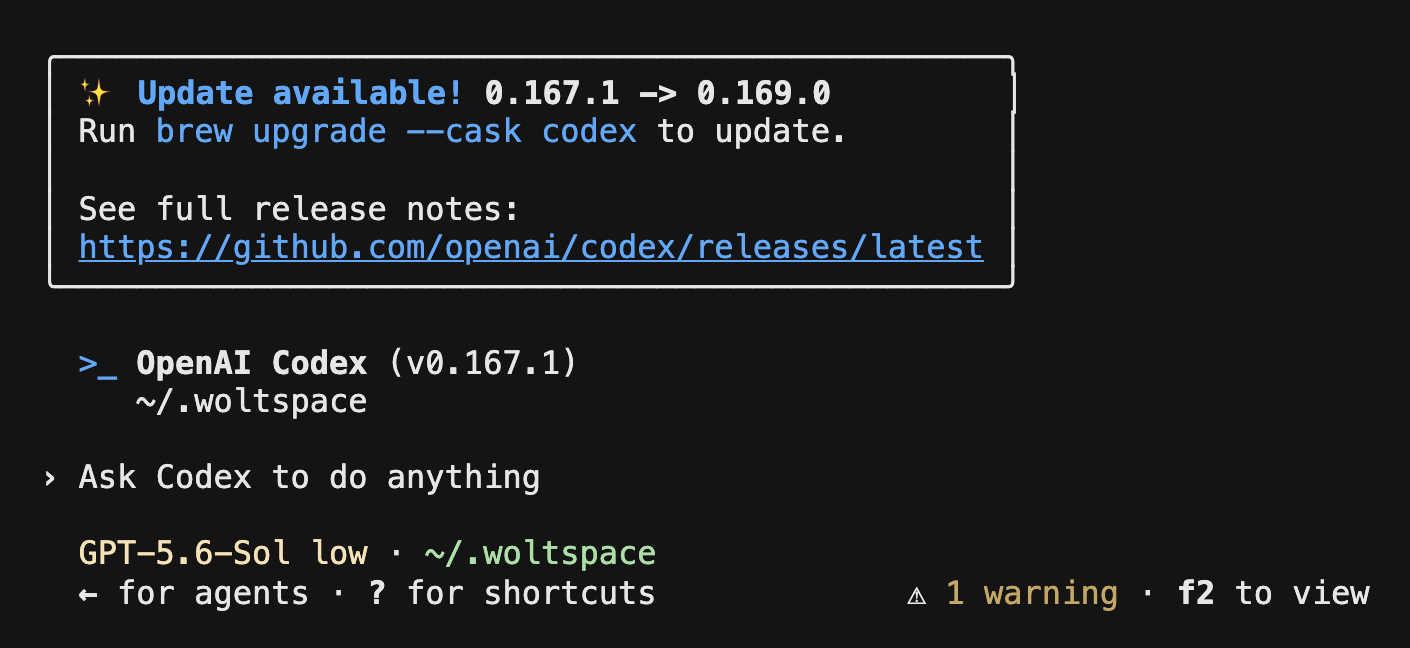 ✨ Update available! 0.167.1 -> 0.169.0
Run brew upgrade --cask codex to update.
See full release notes:
https://github.com/openai/codex/releases/latest
>_ OpenAI Codex (v0.167.1)
~/.woltspace
› Ask Codex to do anything
GPT-5.6-Sol low · ~/.woltspace
← for agents · ? for shortcuts ⚠ 1 warning · f2 to view